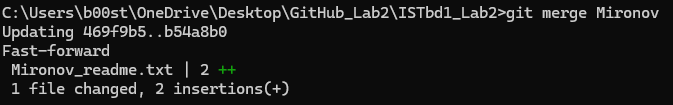 C:\Users\b00st\OneDrive\Desktop\GitHub_Lab2\ISTbd1_Lab2>git merge Mironov
Updating 469f9b5..b54a8b0
Fast-forward
 Mironov_readme.txt | 2 ++
 1 file changed, 2 insertions(+)